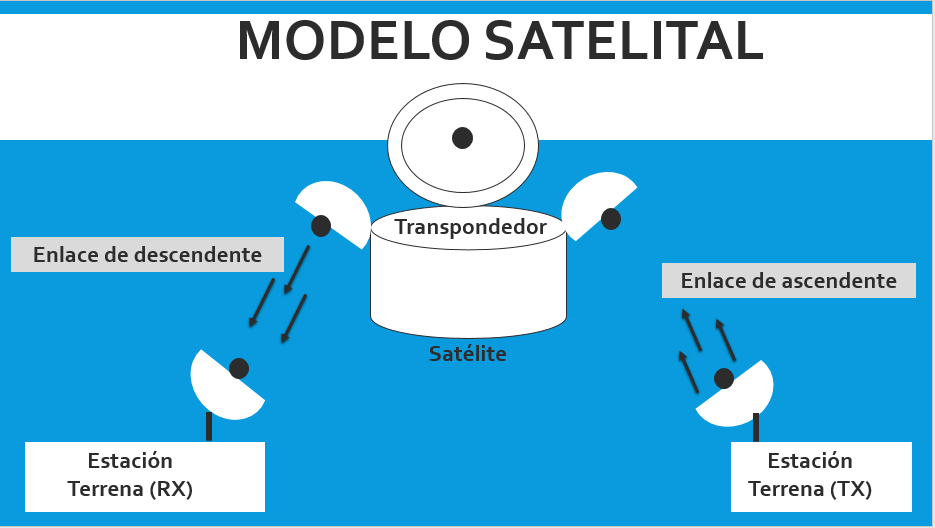 MODELO SATELITAL
Transpondedor
Enlace de descendente
Enlace de ascendente
Satélite
Estación
Terrena (RX)
Estación
Terrena (TX)